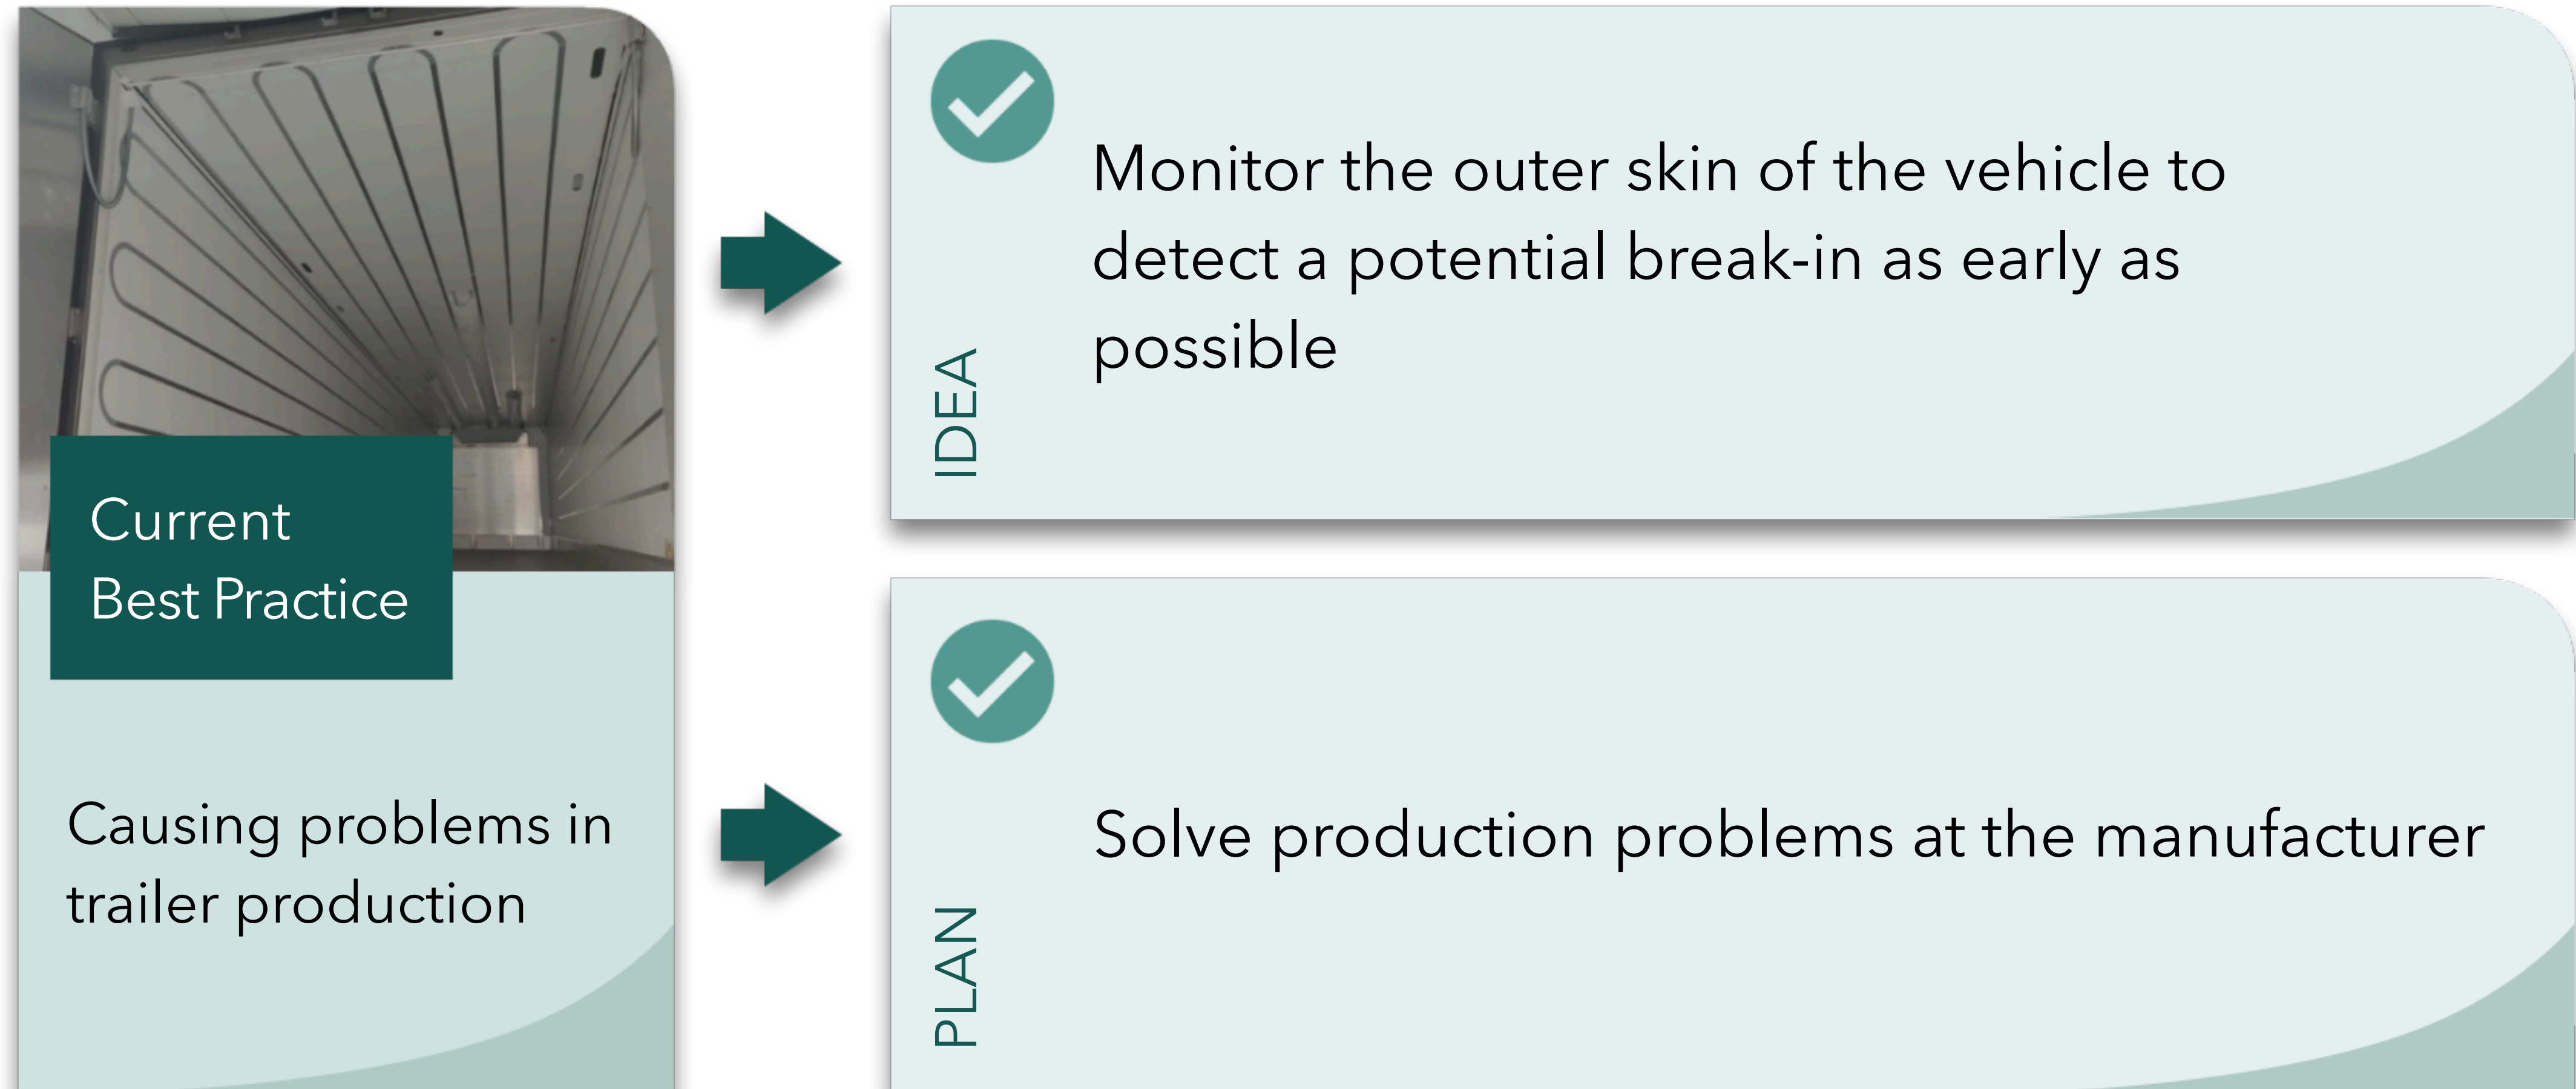 Current
Best Practice
Causing problems in
trailer production
IDEA
Monitor the outer skin of the vehicle to
detect a potential break-in as early as
possible
PLAN
Solve production problems at the manufacturer